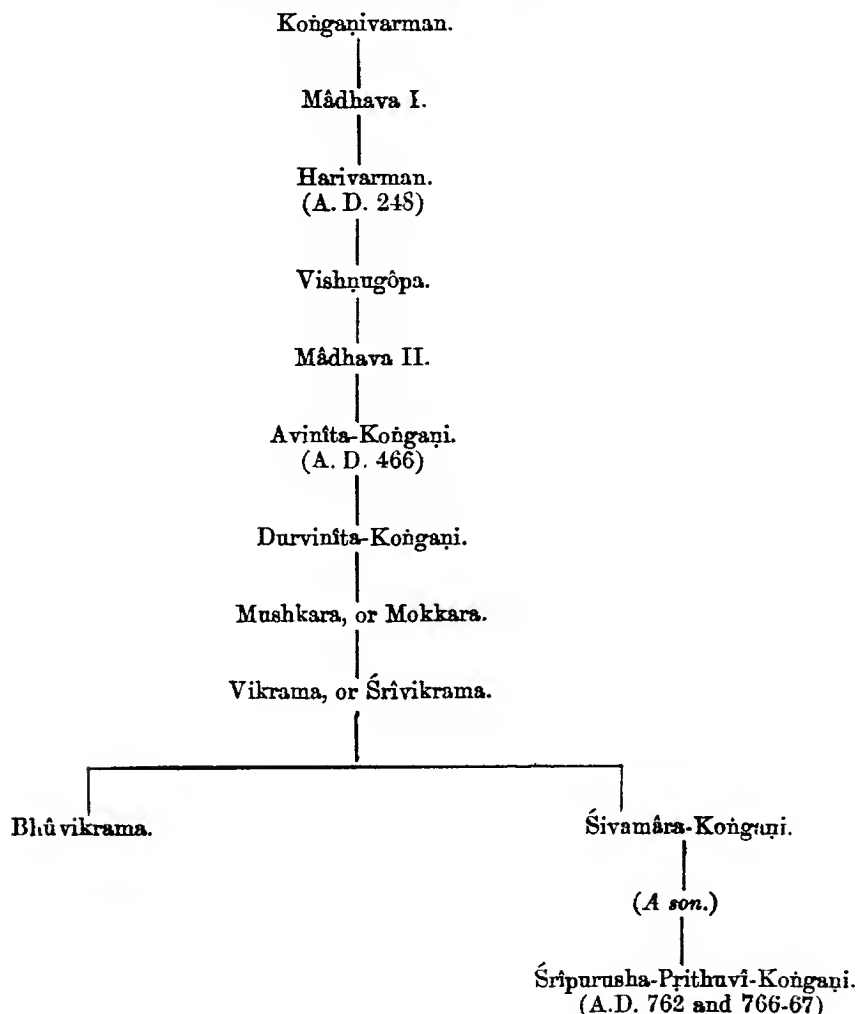 Koṅgaṇivarman.
Mâdhava I.
Harivarman.
(A. D. 248)
Vishṇugôpa.
Mâdhava II.
Avinîta-Koṅgaṇi.
(A. D. 466)
Durvinîta-Koṅgaṇi.
Mushkara, or Mokkara.
Vikrama, or Śrîvikrama.
Bhûvikrama.
Śivamâra-Koṅgaṇi.
(A son.)
Śrîpurusha-Pṛithuvî-Koṅgaṇi.
(A.D. 762 and 766-67)